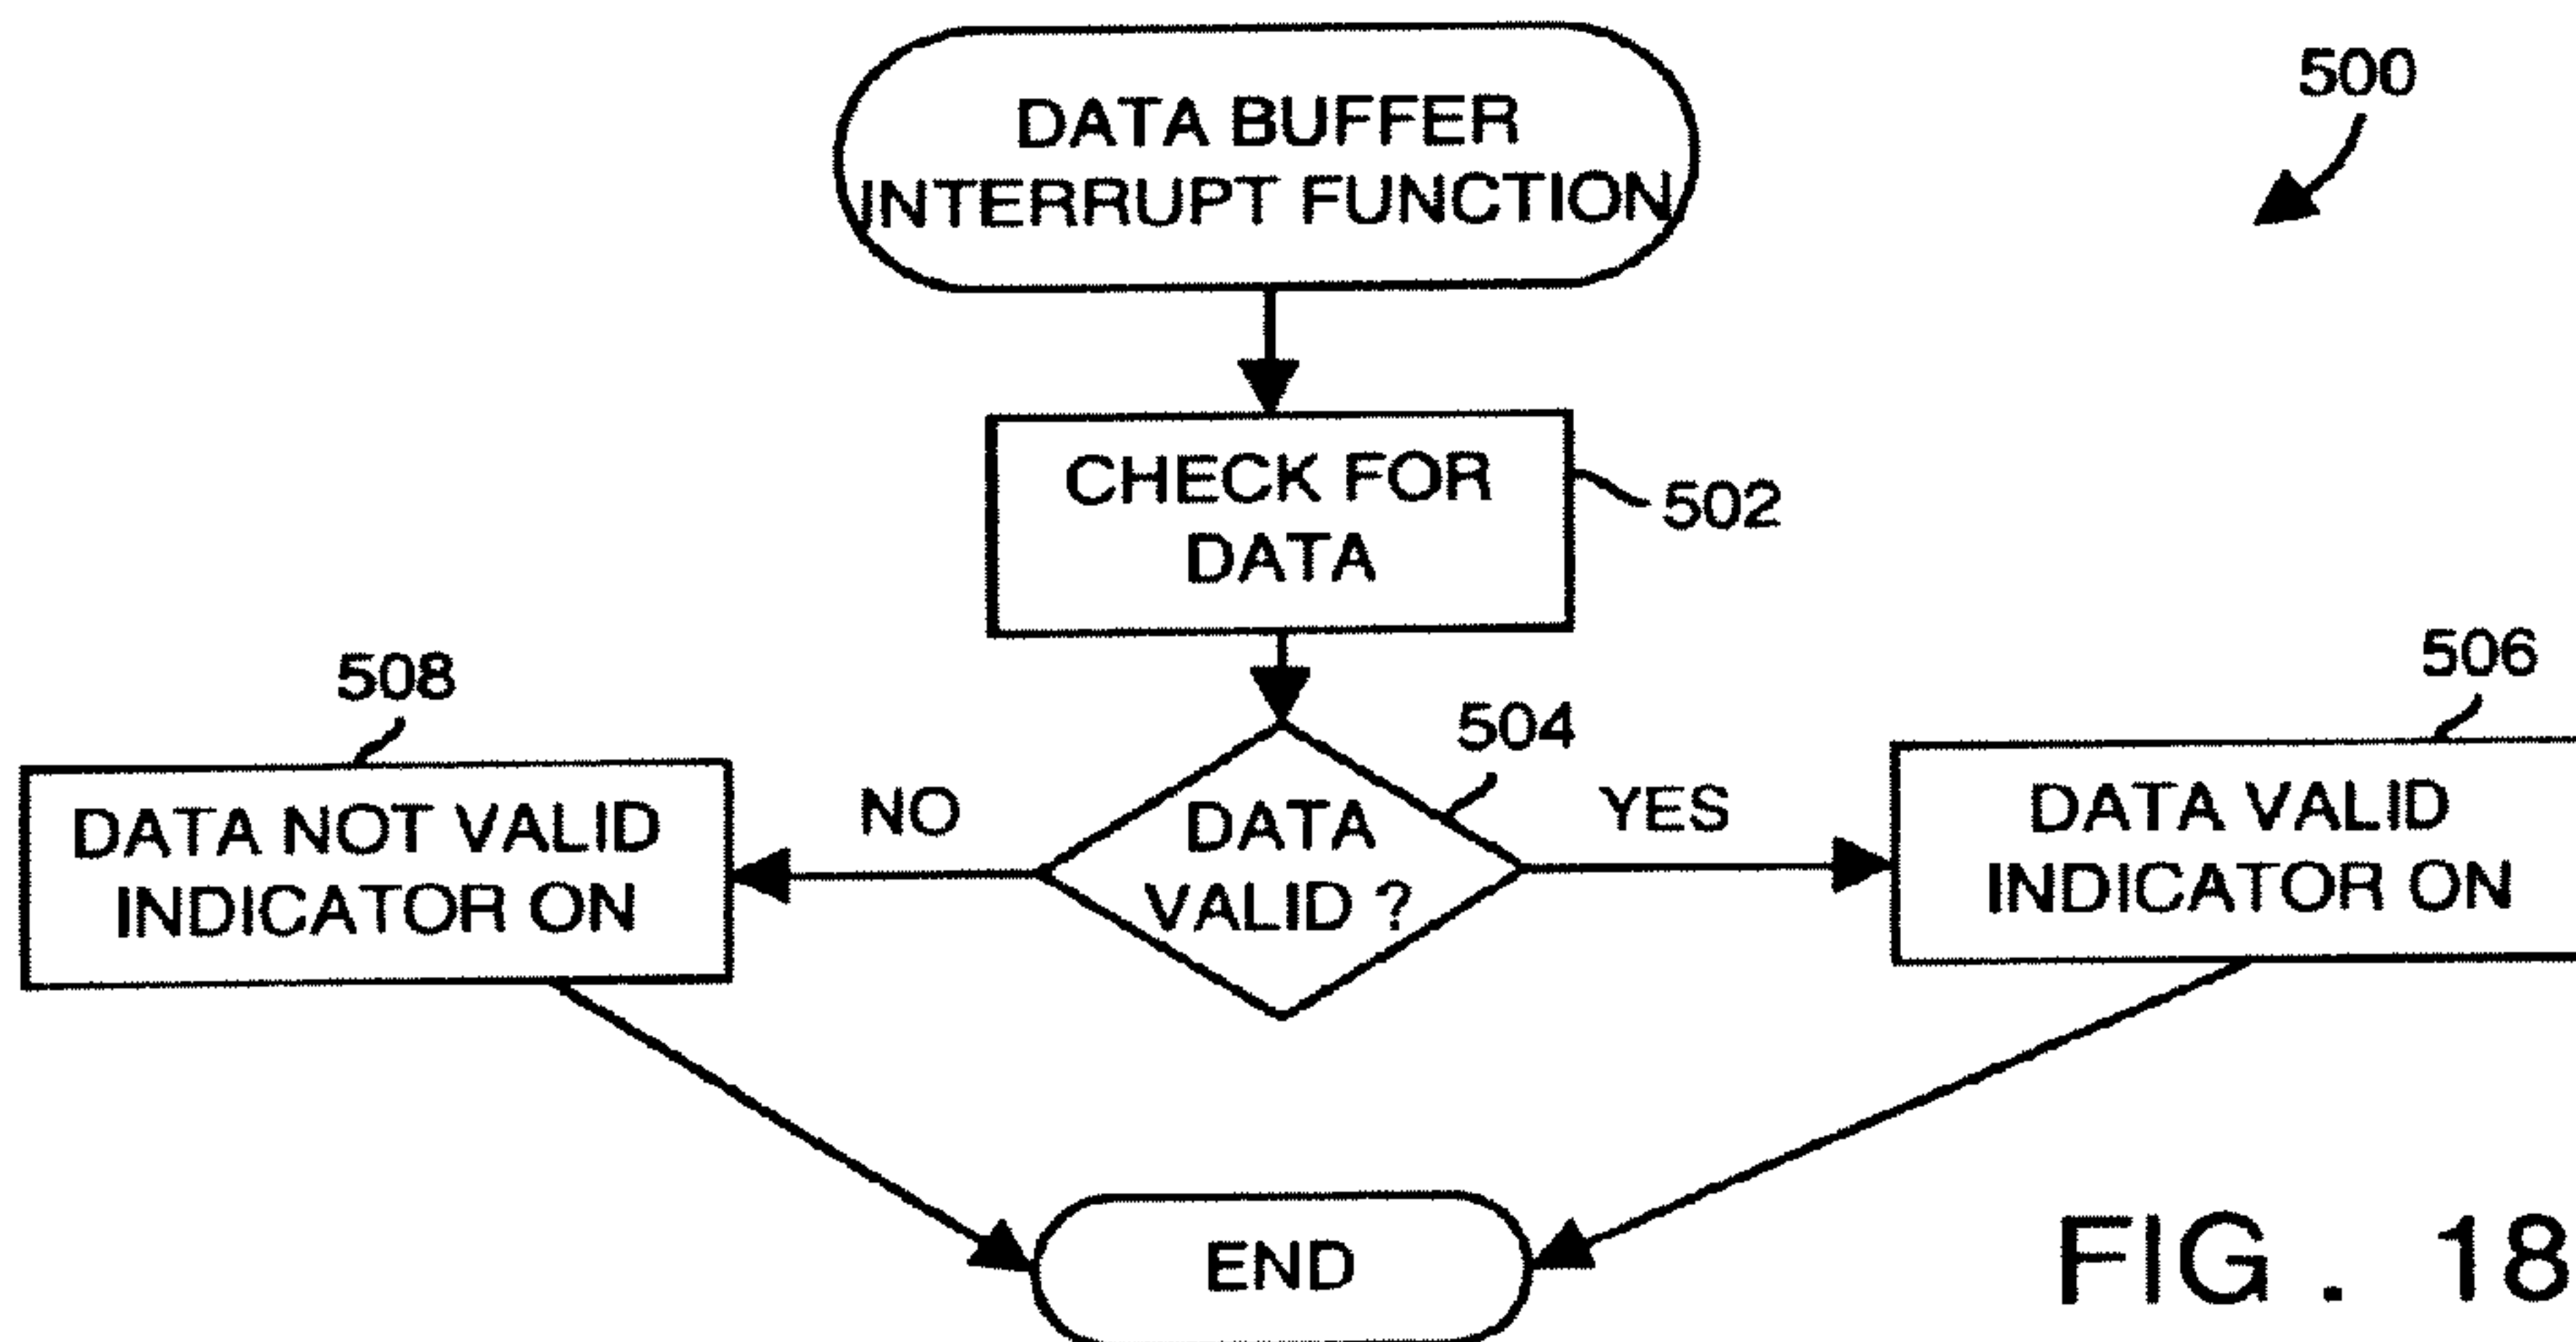 DATA BUFFER
INTERRUPT FUNCTION
500
CHECK FOR
DATA
502
508
504
506
DATA NOT VALID
INDICATOR ON
NO
DATA
VALID ?
YES
DATA VALID
INDICATOR ON
END
FIG . 18